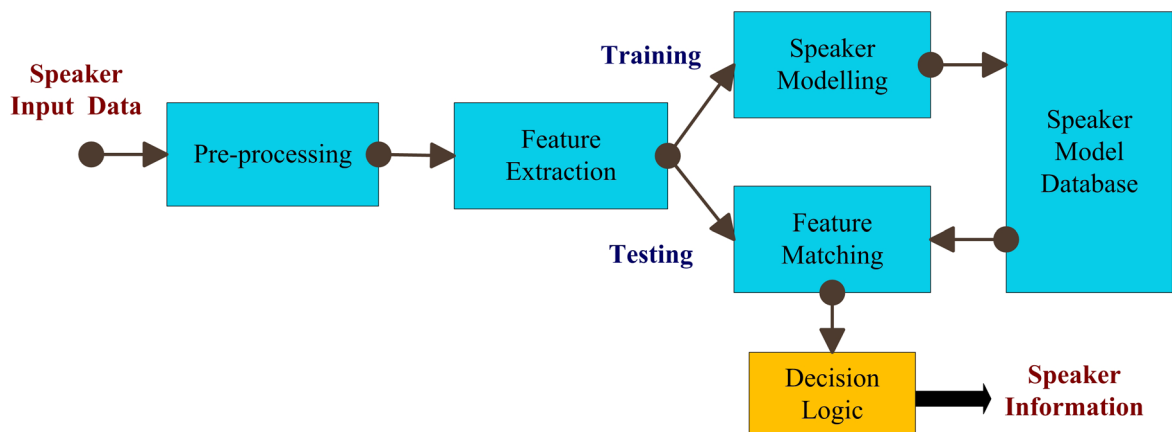 Speaker
Input Data
Pre-processing
Feature
Extraction
Training
Testing
Speaker
Modelling
Feature
Matching
Speaker
Model
Database
Decision
Logic
Speaker
Information